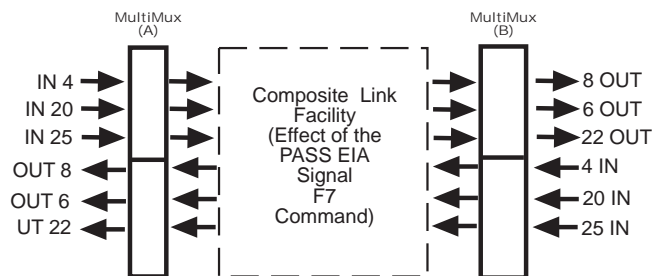 MultiMux
(A)
MultiMux
(B)
IN 4
IN 20
IN 25
OUT 8
OUT 6
UT 22
Composite Link
Facility
(Effect of the
PASS EIA
Signal
F7
Command)
8 OUT
6 OUT
22 OUT
4 IN
20 IN
25 IN